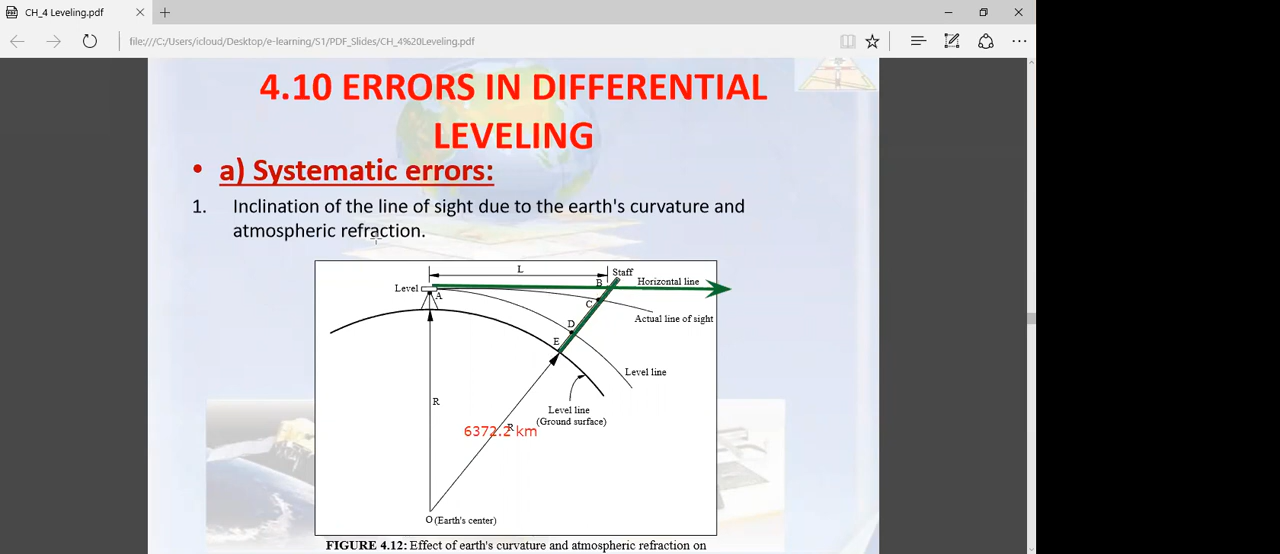 CH_4 Leveling.pdf
file:///C:/Users/icloud/Desktop/e-learning/S1/PDF_Slides/CH_4%20Leveling.pdf
4.10 ERRORS IN DIFFERENTIAL
LEVELING
• a) Systematic errors:
1. Inclination of the line of sight due to the earth's curvature and
atmospheric refraction.
L
Staff
Level
A
B
Horizontal line
C
Actual line of sight
D
E
Level line
R
Level line
(Ground surface)
R
6372.2 km
O (Earth's center)
FIGURE 4.12: Effect of earth's curvature and atmospheric refraction on